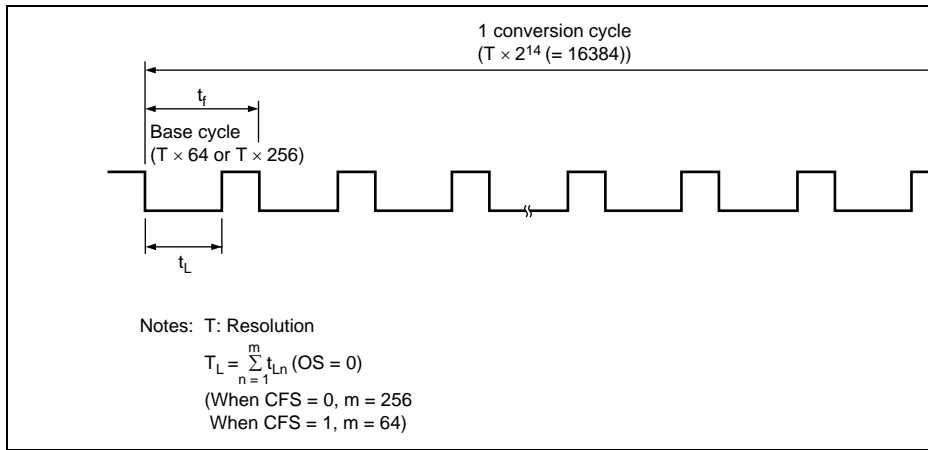 1 conversion cycle
(T × 2¹⁴ (= 16384))
t_f
Base cycle
(T × 64 or T × 256)
t_L
Notes: T: Resolution
T_L = Σ t_Ln (OS = 0)
m
n = 1
(When CFS = 0, m = 256
When CFS = 1, m = 64)